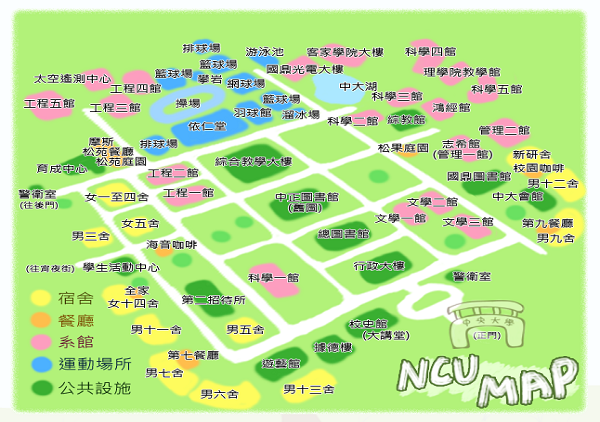 排球場
籃球場
籃球場
攀岩
網球場
游泳池
客家學院大樓
國鼎光電大樓
科學四館
理學院教學館
科學五館
太空遙測中心
工程四館
工程五館
工程三館
操場
籃球場
羽球館
溜冰場
中大湖
科學三館
鴻經館
科學二館
綜教館
依仁堂
管理二館
摩斯
松苑餐廳
松苑庭園
排球場
志希館
(管理一館)
松果庭園
新研舍
校園咖啡
育成中心
綜合教學大樓
工程二館
國鼎圖書館
男十二舍
警衛室
(往後門)
女一至四舍
工程一館
中正圖書館
(舊圖)
中大會館
文學二館
文學一館
文學三館
第九餐廳
男九舍
女五舍
男三舍
海音咖啡
總圖書館
(往宵夜街)
學生活動中心
科學一館
行政大樓
警衛室
全家
女十四舍
第二招待所
中央大學
(正門)
男十一舍
男五舍
校史館
(大講堂)
據德樓
第七餐廳
遊藝館
男七舍
男六舍
男十三舍
宿舍
餐廳
系館
運動場所
公共設施
NCU MAP